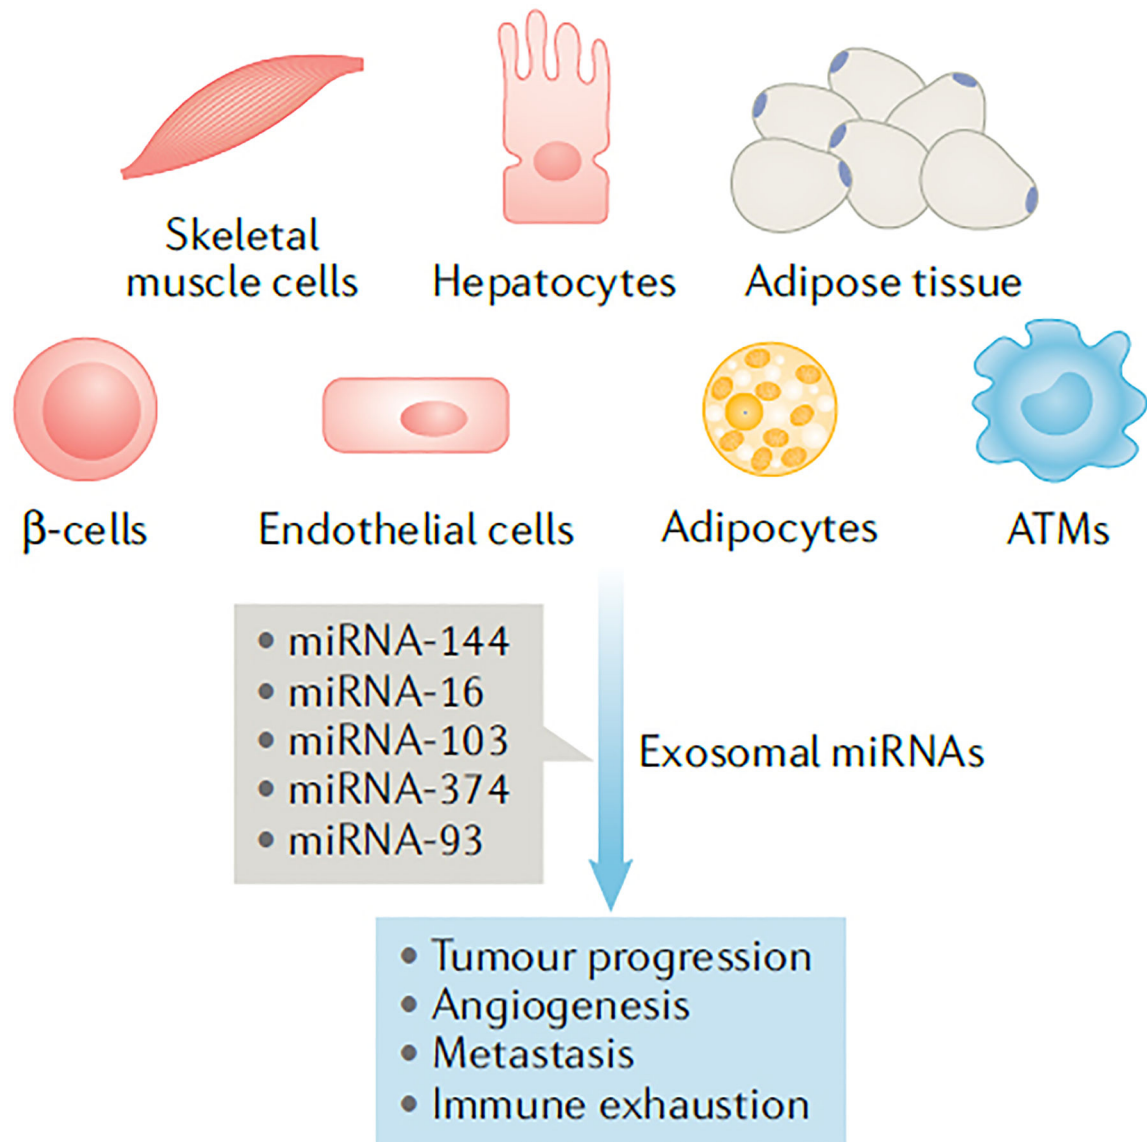 Skeletal
muscle cells
Hepatocytes
Adipose tissue
β-cells
Endothelial cells
Adipocytes
ATMs
• miRNA-144
• miRNA-16
• miRNA-103
• miRNA-374
• miRNA-93
Exosomal miRNAs
• Tumour progression
• Angiogenesis
• Metastasis
• Immune exhaustion